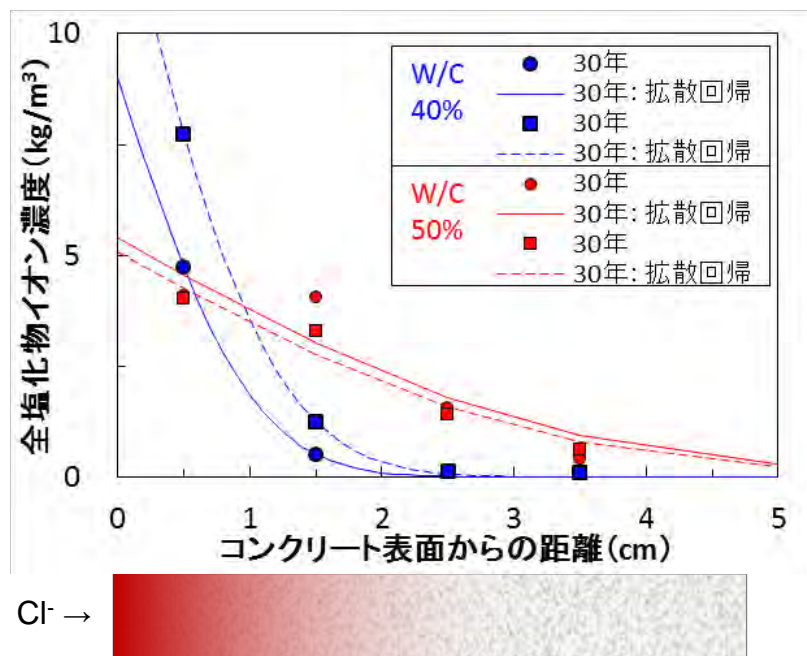 10
5
0
全塩化物イオン濃度(kg/m³)
W/C
40%
30年
30年: 拡散回帰
30年
30年: 拡散回帰
W/C
50%
30年
30年: 拡散回帰
30年
30年: 拡散回帰
0 1 2 3 4 5
コンクリート表面からの距離(cm)
Cl⁻ →